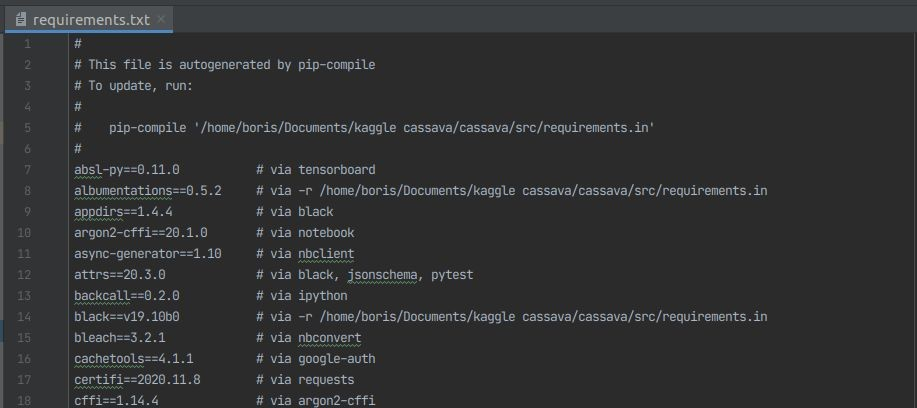 requirements.txt
1 #
2 # This file is autogenerated by pip-compile
3 # To update, run:
4 #
5 #    pip-compile '/home/boris/Documents/kaggle cassava/cassava/src/requirements.in'
6 #
7 absl-py==0.11.0           # via tensorboard
8 albumentations==0.5.2     # via -r /home/boris/Documents/kaggle cassava/cassava/src/requirements.in
9 appdirs==1.4.4            # via black
10 argon2-cffi==20.1.0       # via notebook
11 async-generator==1.10     # via nbclient
12 attrs==20.3.0             # via black, jsonschema, pytest
13 backcall==0.2.0           # via ipython
14 black==v19.10b0           # via -r /home/boris/Documents/kaggle cassava/cassava/src/requirements.in
15 bleach==3.2.1             # via nbconvert
16 cachetools==4.1.1         # via google-auth
17 certifi==2020.11.8        # via requests
18 cffi==1.14.4              # via argon2-cffi